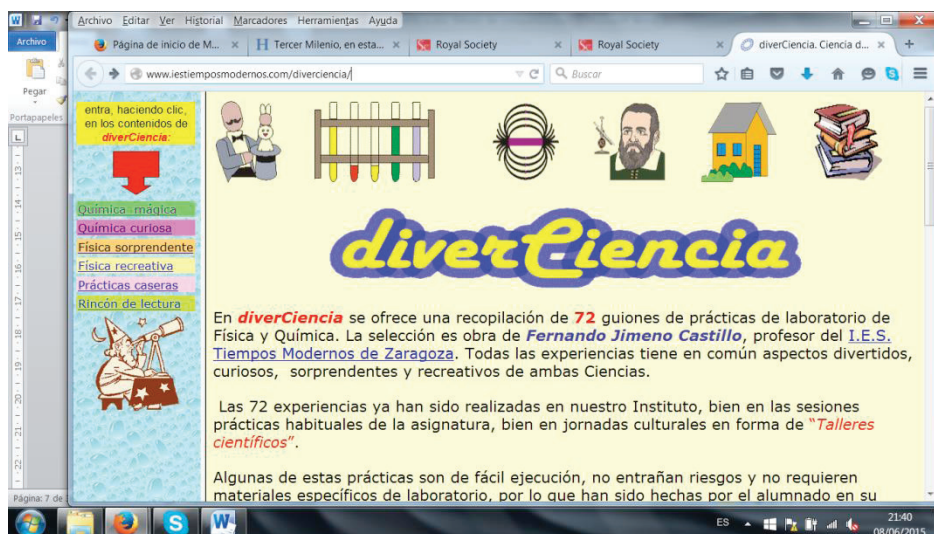 Archivo Editar Ver Historial Marcadores Herramientas Ayuda
Archivo
Página de inicio de M... × Tercer Milenio, en esta... × Royal Society × Royal Society × diverCiencia. Ciencia d... × +
www.iestiemposmodernos.com/diverciencia/
Buscar
Pegar
Portapapeles
entra, haciendo clic,
en los contenidos de
diverCiencia:
Química mágica
Química curiosa
Física sorprendente
Física recreativa
Prácticas caseras
Rincón de lectura
diverCiencia
En diverCiencia se ofrece una recopilación de 72 guiones de prácticas de laboratorio de
Física y Química. La selección es obra de Fernando Jimeno Castillo, profesor del I.E.S.
Tiempos Modernos de Zaragoza. Todas las experiencias tiene en común aspectos divertidos,
curiosos, sorprendentes y recreativos de ambas Ciencias.
Las 72 experiencias ya han sido realizadas en nuestro Instituto, bien en las sesiones
prácticas habituales de la asignatura, bien en jornadas culturales en forma de "Talleres
científicos".
Algunas de estas prácticas son de fácil ejecución, no entrañan riesgos y no requieren
materiales específicos de laboratorio, por lo que han sido hechas por el alumnado en su
Página: 7 de
ES 21:40
08/06/2015